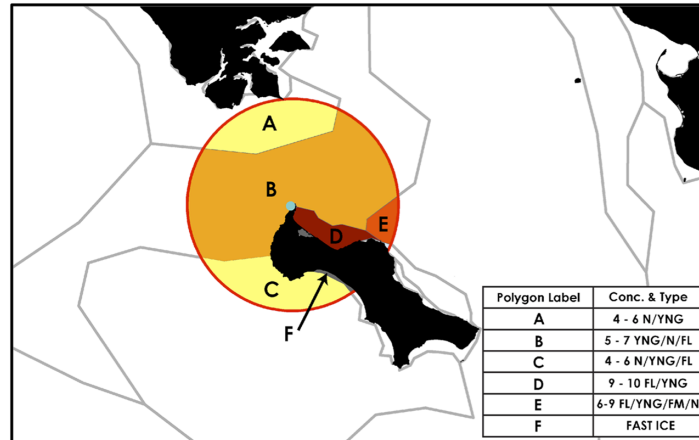 A
B
E
D
C
F
Polygon Label Conc. & Type
A 4 - 6 N/YNG
B 5 - 7 YNG/N/FL
C 4 - 6 N/YNG/FL
D 9 - 10 FL/YNG
E 6-9 FL/YNG/FM/N
F FAST ICE